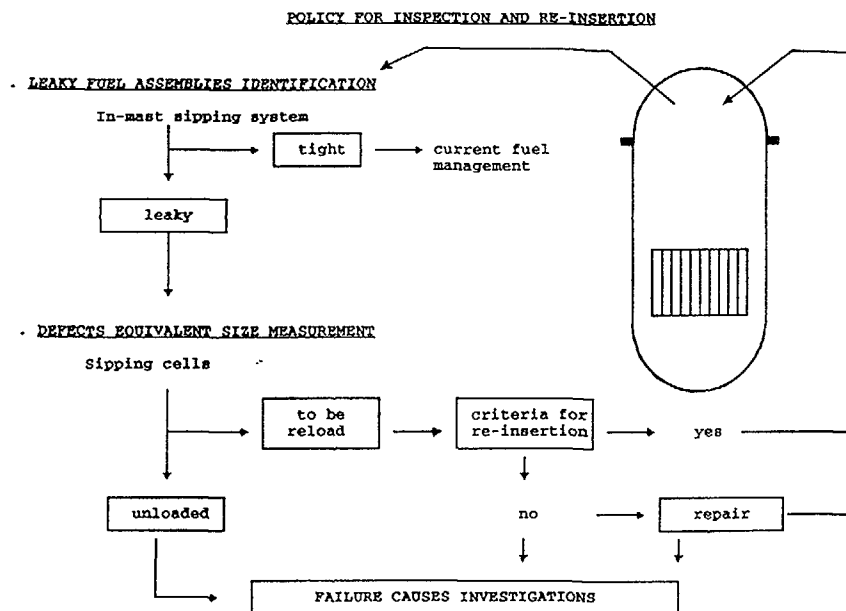 POLICY FOR INSPECTION AND RE-INSERTION
. LEAKY FUEL ASSEMBLIES IDENTIFICATION
In-mast sipping system
tight
current fuel
management
leaky
. DEFECTS EQUIVALENT SIZE MEASUREMENT
Sipping cells
to be
reload
criteria for
re-insertion
yes
unloaded
no
repair
FAILURE CAUSES INVESTIGATIONS